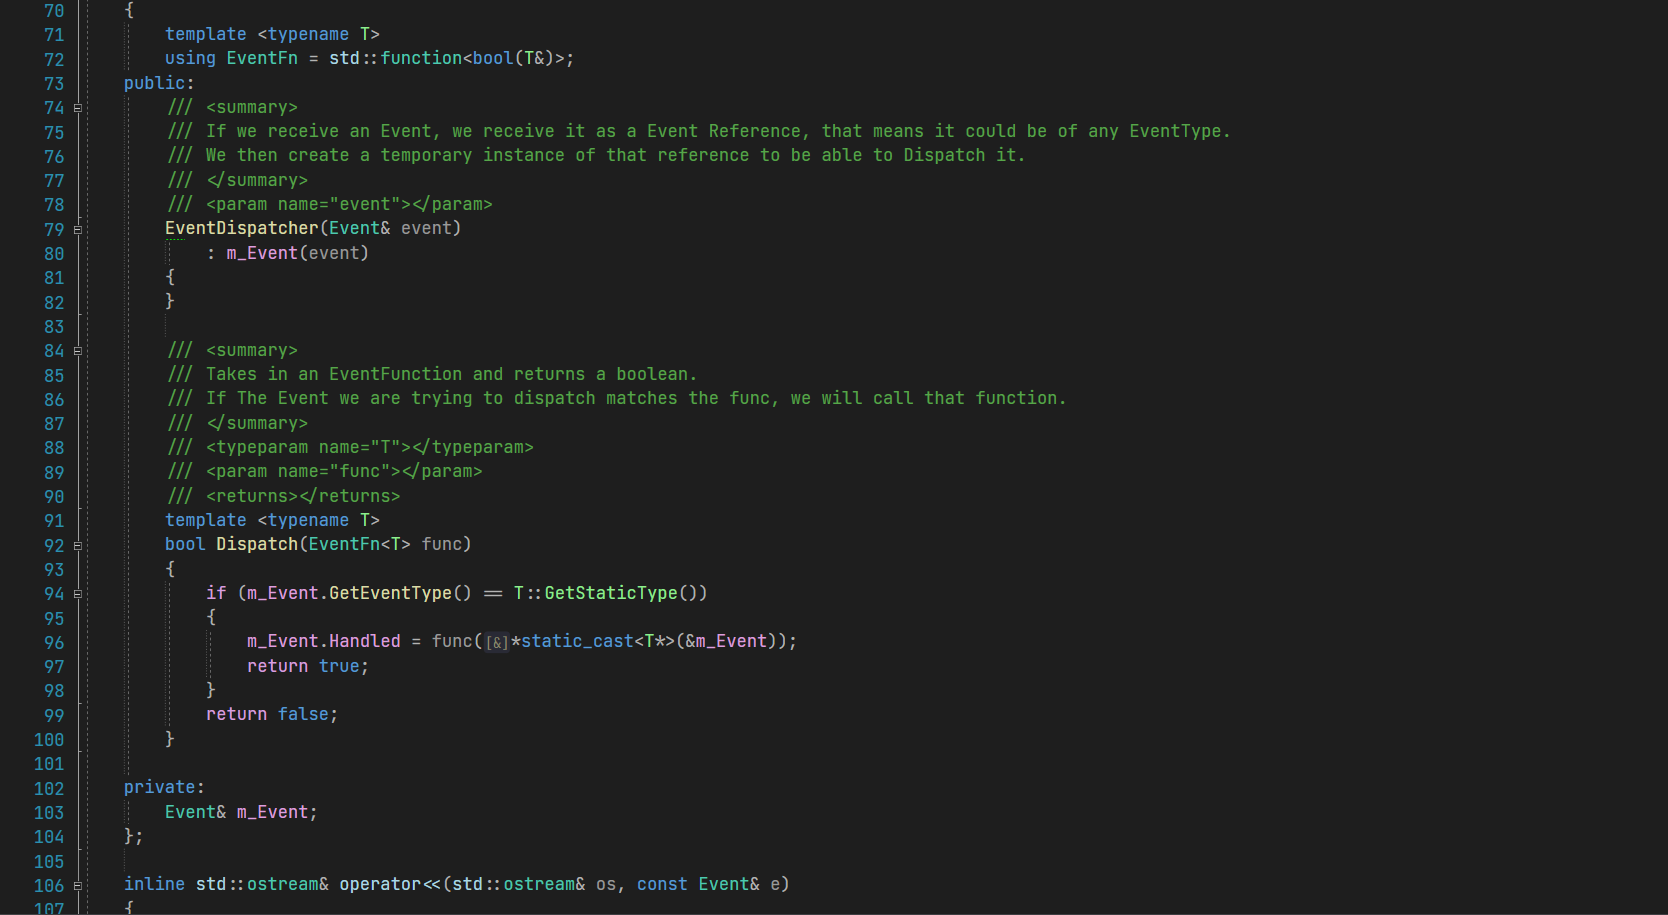 70 {
71 template <typename T>
72 using EventFn = std::function<bool(T&)>;
73 public:
74 /// <summary>
75 /// If we receive an Event, we receive it as a Event Reference, that means it could be of any EventType.
76 /// We then create a temporary instance of that reference to be able to Dispatch it.
77 /// </summary>
78 /// <param name="event"></param>
79 EventDispatcher(Event& event)
80 : m_Event(event)
81 {
82 }
83
84 /// <summary>
85 /// Takes in an EventFunction and returns a boolean.
86 /// If The Event we are trying to dispatch matches the func, we will call that function.
87 /// </summary>
88 /// <typeparam name="T"></typeparam>
89 /// <param name="func"></param>
90 /// <returns></returns>
91 template <typename T>
92 bool Dispatch(EventFn<T> func)
93 {
94 if (m_Event.GetEventType() == T::GetStaticType())
95 {
96 m_Event.Handled = func([&]*static_cast<T*>(&m_Event));
97 return true;
98 }
99 return false;
100 }
101
102 private:
103 Event& m_Event;
104 };
105
106 inline std::ostream& operator<<(std::ostream& os, const Event& e)
107 {